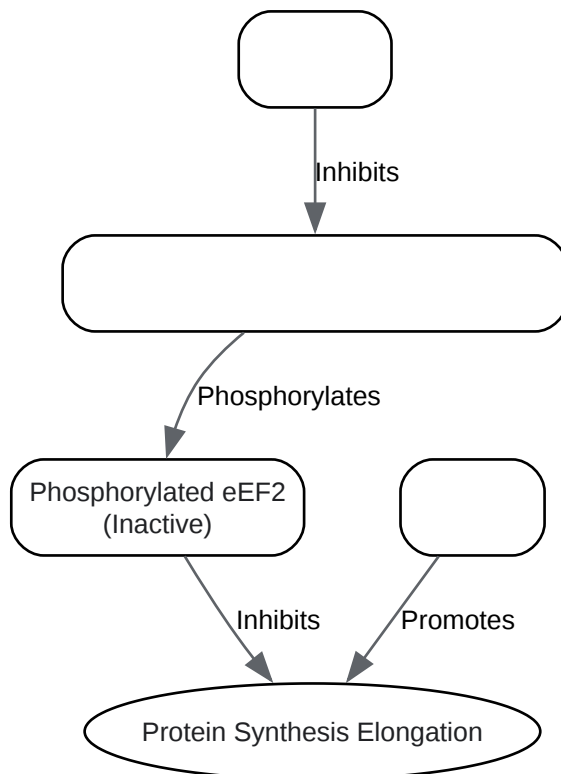 Inhibits
Phosphorylates
Phosphorylated eEF2
(Inactive)
Inhibits
Promotes
Protein Synthesis Elongation